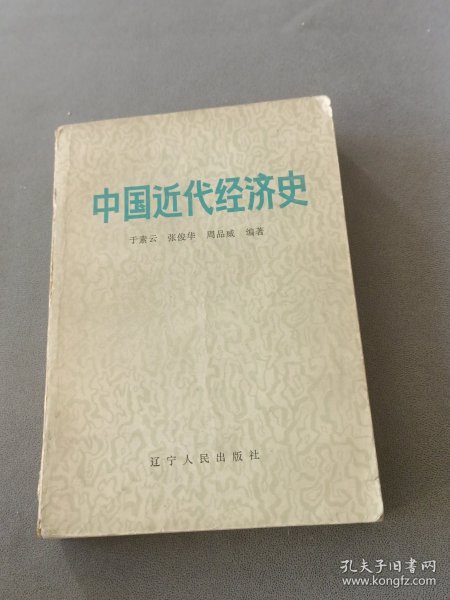 中国近代经济史
于素云 张俊华 周品威 编著
辽宁人民出版社
孔夫子旧书网
www.kongfz.com